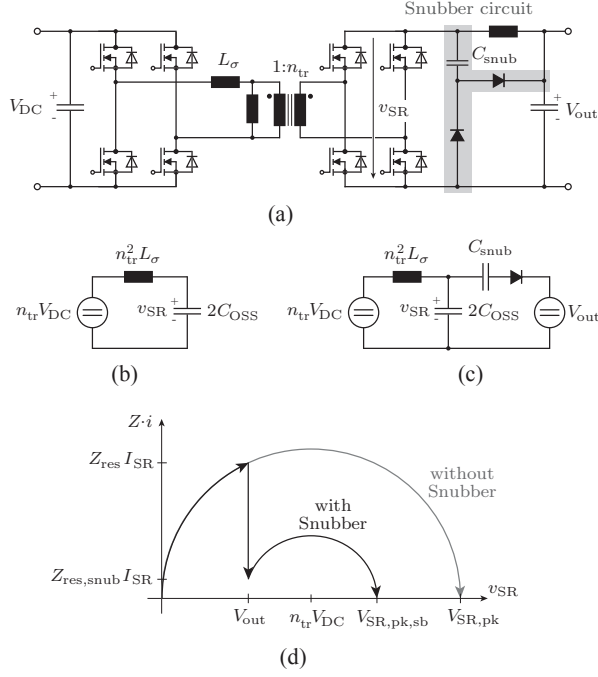 Snubber circuit
V_DC
+
-
L_σ
1:n_tr
v_SR
C_snub
+
-
V_out
(a)
n_tr^2 L_σ
n_tr V_DC
v_SR
+
-
2C_OSS
(b)
n_tr^2 L_σ
C_snub
n_tr V_DC
v_SR
+
-
2C_OSS
V_out
(c)
Z·i
Z_res I_SR
without
Snubber
with
Snubber
Z_res,snub I_SR
v_SR
V_out
n_tr V_DC
V_SR,pk,sb
V_SR,pk
(d)